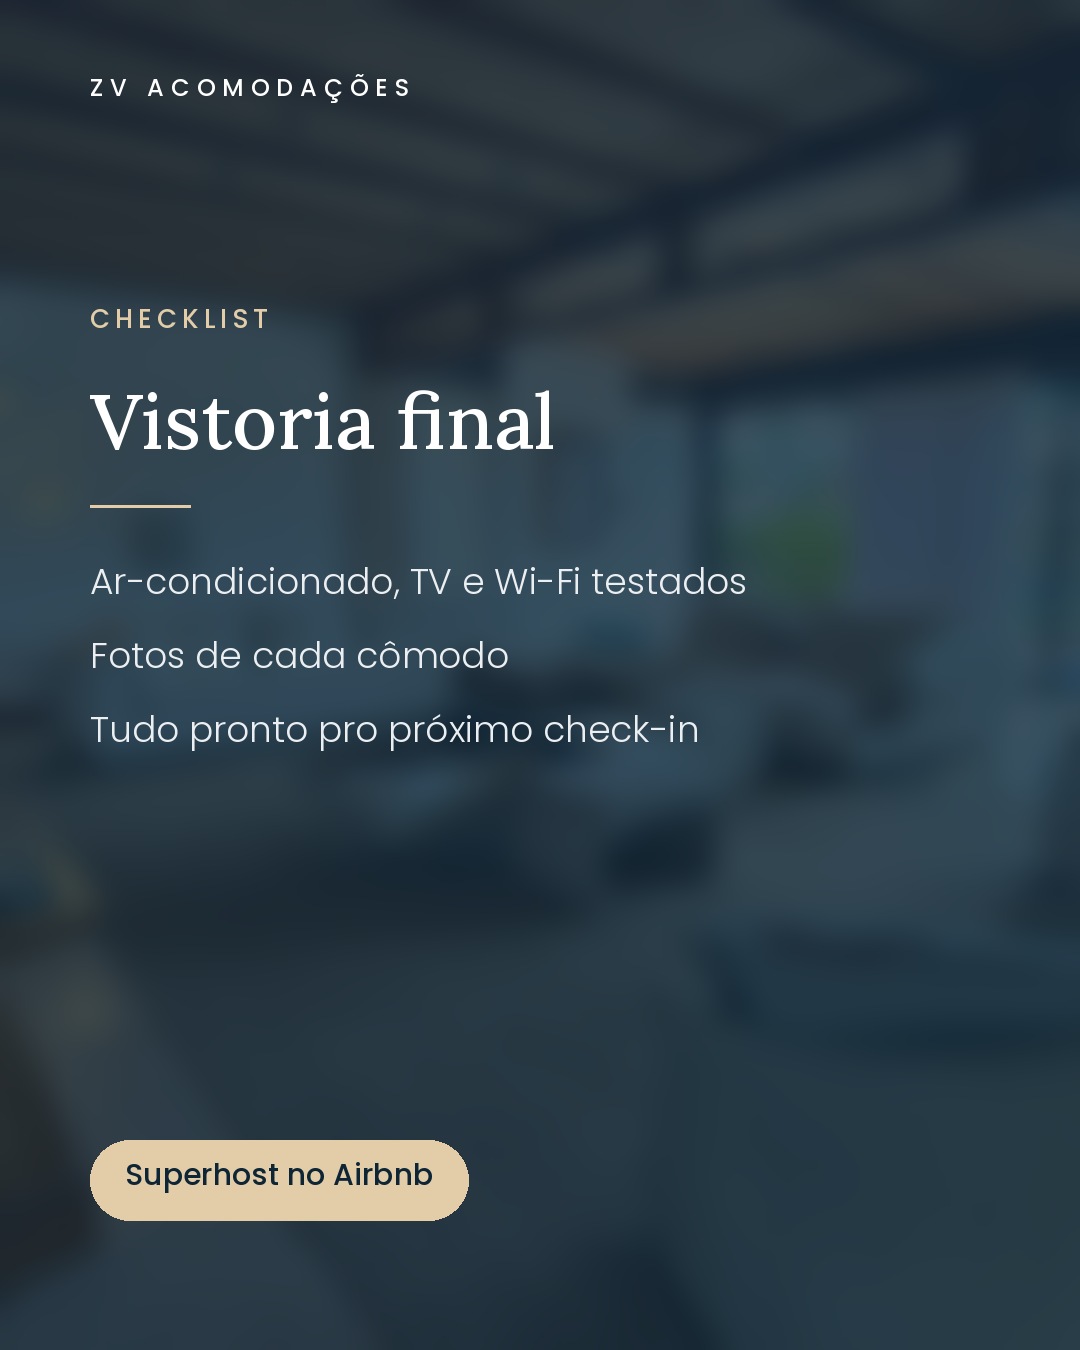 ZV ACOMODAÇÕES
CHECKLIST
Vistoria final
Ar-condicionado, TV e Wi-Fi testados
Fotos de cada cômodo
Tudo pronto pro próximo check-in
Superhost no Airbnb